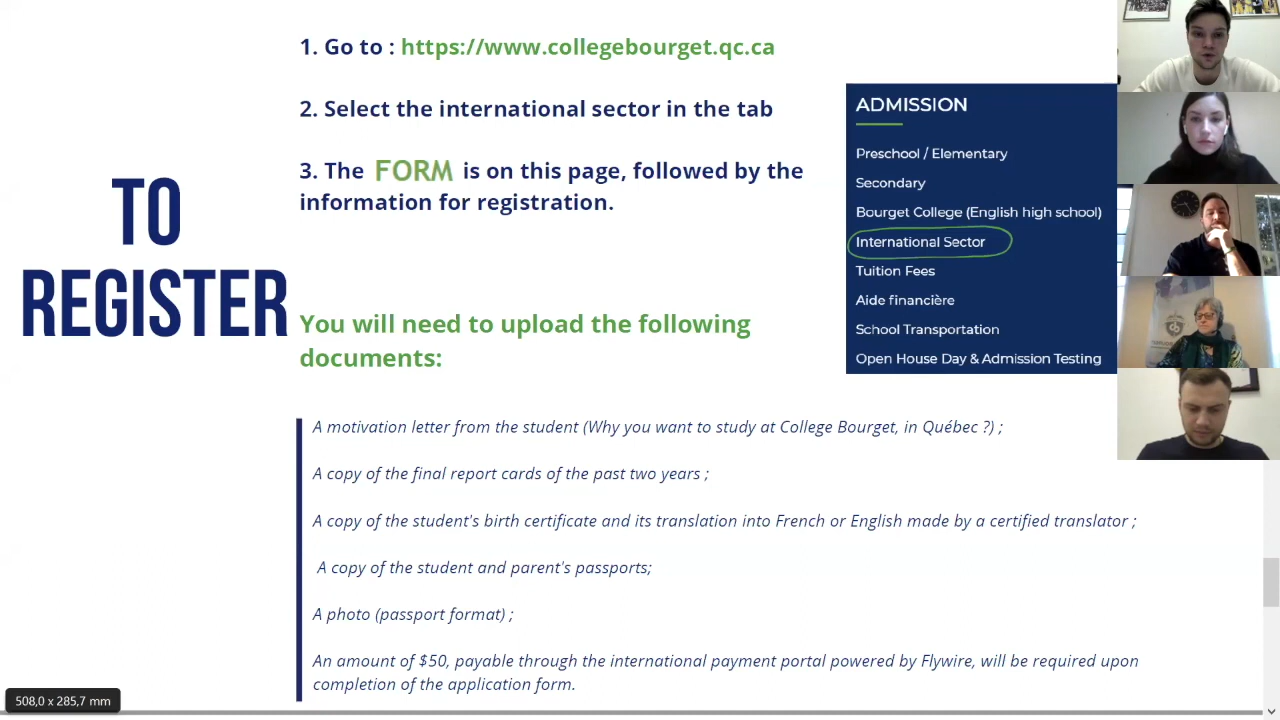 TO
REGISTER
1. Go to : https://www.collegebourget.qc.ca
2. Select the international sector in the tab
3. The FORM is on this page, followed by the
information for registration.
ADMISSION
Preschool / Elementary
Secondary
Bourget College (English high school)
International Sector
Tuition Fees
Aide financière
School Transportation
Open House Day & Admission Testing
You will need to upload the following
documents:
A motivation letter from the student (Why you want to study at College Bourget, in Québec ?) ;
A copy of the final report cards of the past two years ;
A copy of the student's birth certificate and its translation into French or English made by a certified translator ;
A copy of the student and parent's passports;
A photo (passport format) ;
An amount of $50, payable through the international payment portal powered by Flywire, will be required upon
completion of the application form.
508,0 x 285,7 mm